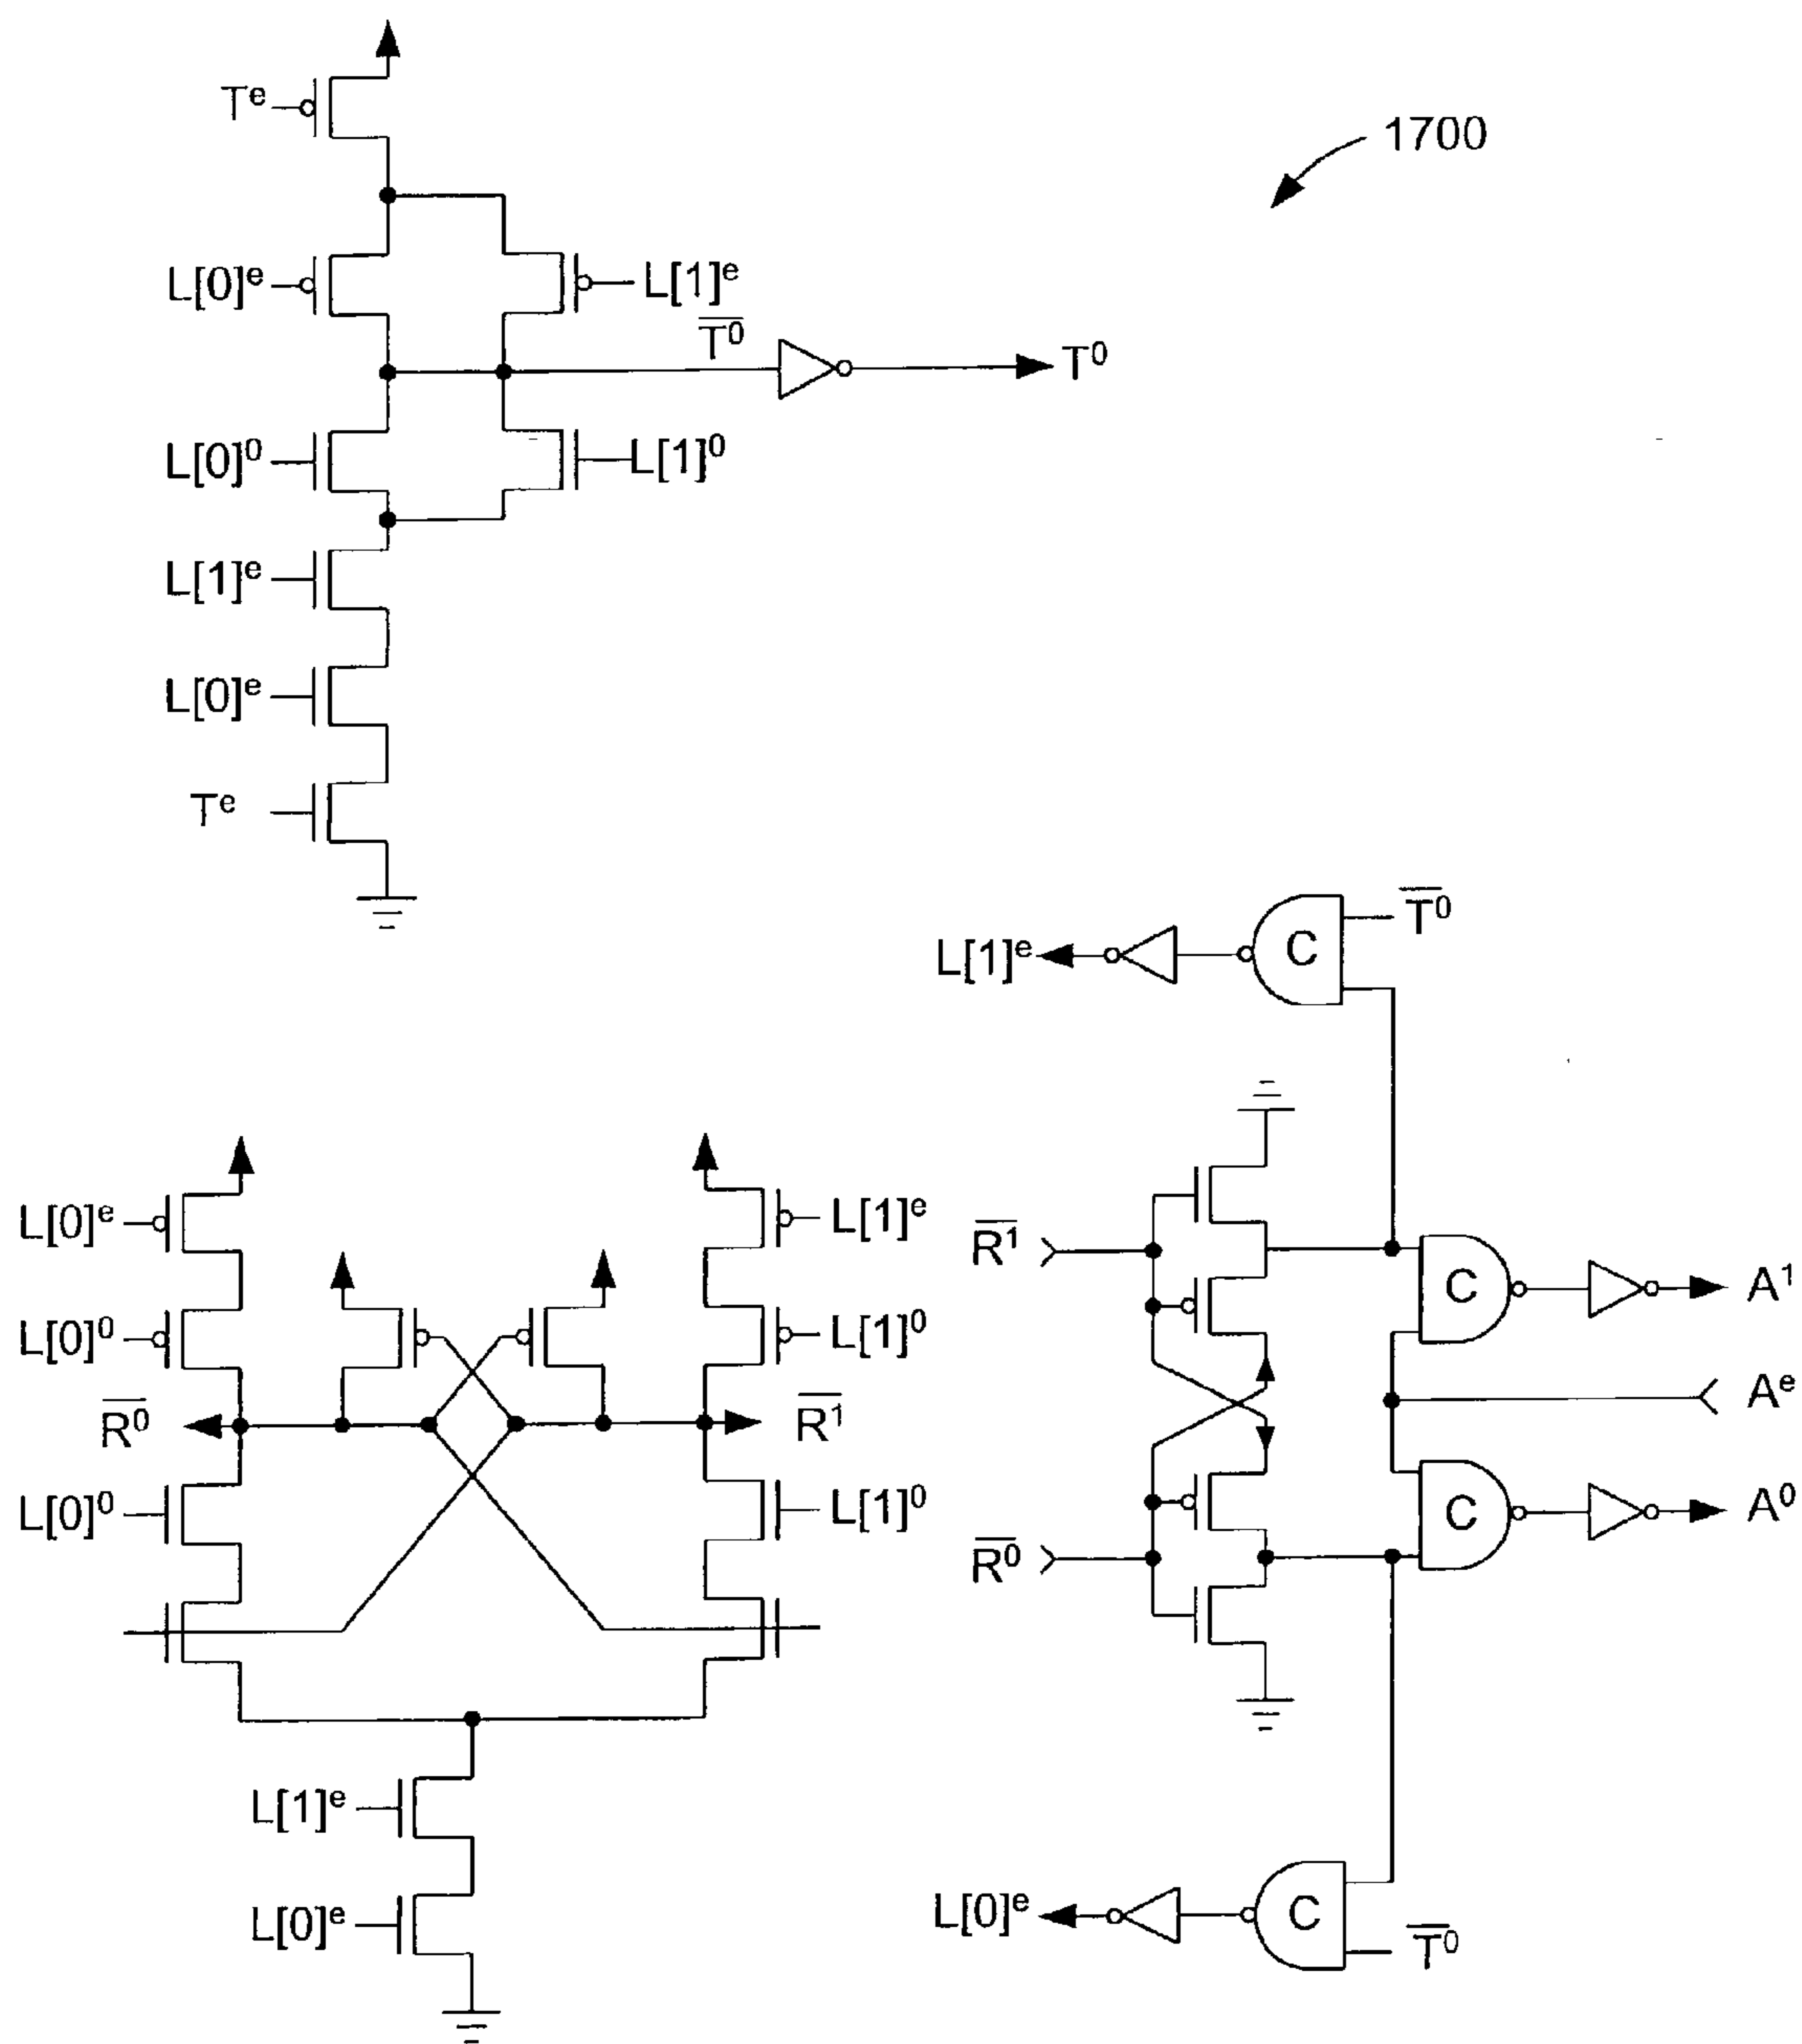 Tᵉ
1700
L[0]ᵉ
L[1]ᵉ
T̅⁰
T⁰
L[0]⁰
L[1]⁰
L[1]ᵉ
L[0]ᵉ
Tᵉ
T̅⁰
L[1]ᵉ
C
L[0]ᵉ
L[1]ᵉ
R̅¹
C
A¹
L[0]⁰
L[1]⁰
Aᵉ
R̅⁰
R̅¹
L[0]⁰
L[1]⁰
C
A⁰
R̅⁰
L[1]ᵉ
L[0]ᵉ
L[0]ᵉ
C
T̅⁰